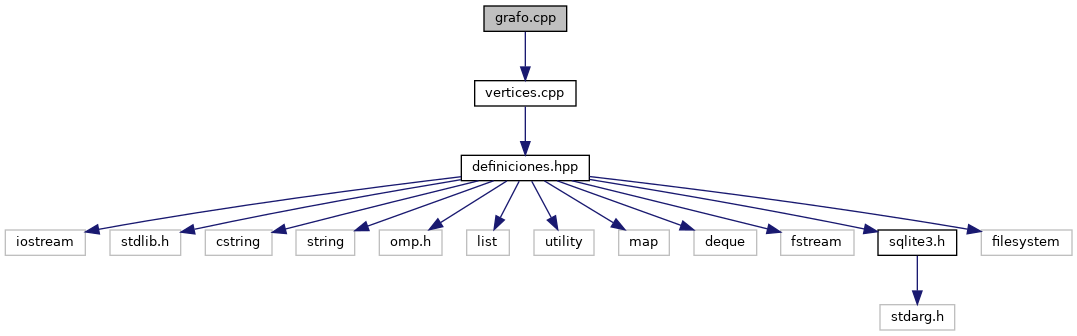 grafo.cpp
vertices.cpp
definiciones.hpp
iostream
stdlib.h
cstring
string
omp.h
list
utility
map
deque
fstream
sqlite3.h
filesystem
stdarg.h